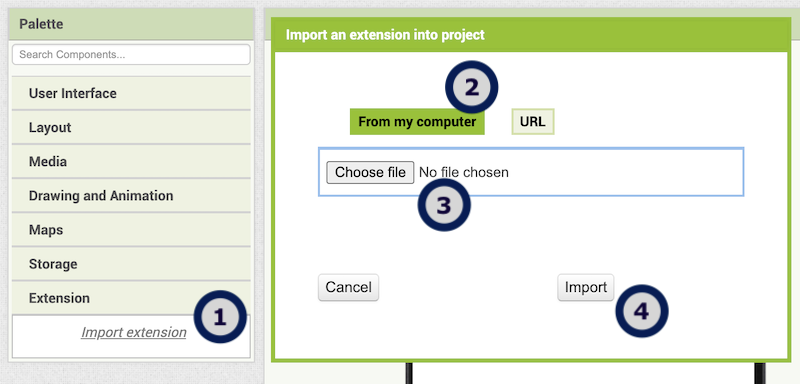 Palette
Search Components...
User Interface
Layout
Media
Drawing and Animation
Maps
Storage
Extension
Import extension
1
Import an extension into project
2
From my computer URL
Choose file No file chosen
3
Cancel Import
4